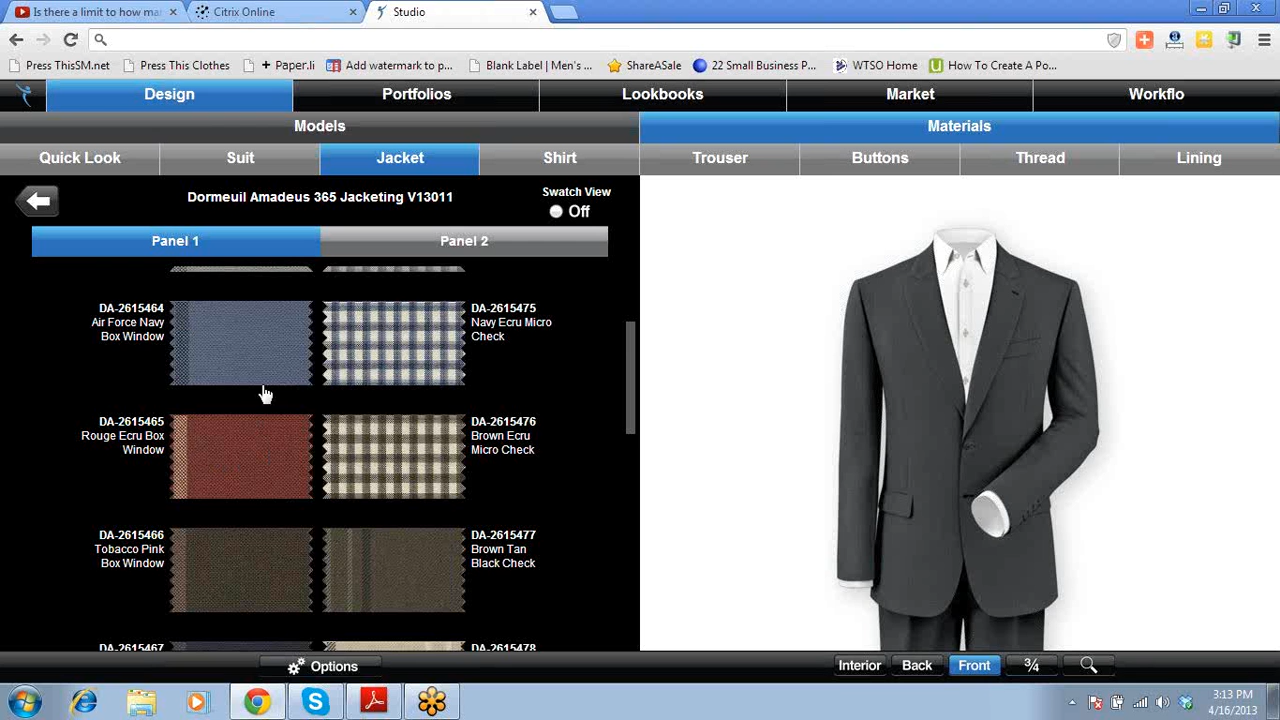 Is there a limit to how ma
Citrix Online
Studio
Press ThisSM.net
Press This Clothes
Paper.li
Add watermark to p...
Blank Label | Men's ...
ShareASale
22 Small Business P...
WTSO Home
How To Create A Po...
Design
Portfolios
Lookbooks
Market
Workflo
Models
Materials
Quick Look
Suit
Jacket
Shirt
Trouser
Buttons
Thread
Lining
Dormeuil Amadeus 365 Jacketing V13011
Swatch View
Off
Panel 1
Panel 2
DA-2615464
Air Force Navy
Box Window
DA-2615475
Navy Ecru Micro
Check
DA-2615465
Rouge Ecru Box
Window
DA-2615476
Brown Ecru
Micro Check
DA-2615466
Tobacco Pink
Box Window
DA-2615477
Brown Tan
Black Check
DA-2615467
DA-2615478
Options
Interior
Back
Front
¾
3:13 PM
4/16/2013